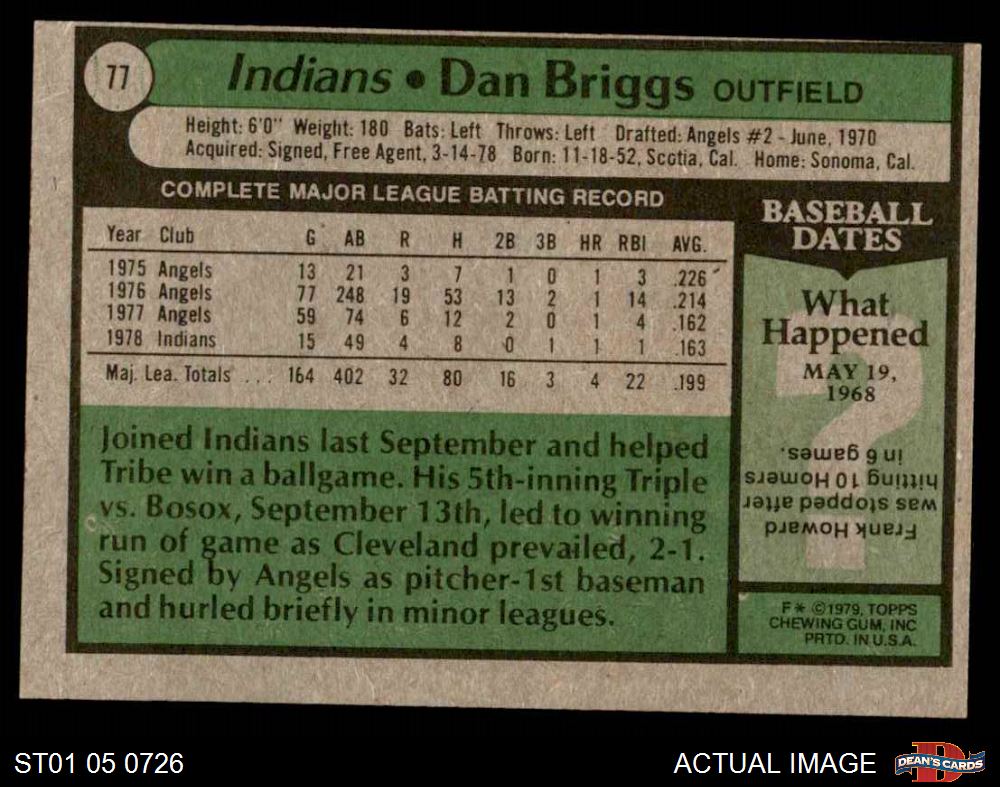 77
Indians • Dan Briggs OUTFIELD
Height: 6'0" Weight: 180 Bats: Left Throws: Left Drafted: Angels #2 - June, 1970
Acquired: Signed, Free Agent, 3-14-78 Born: 11-18-52, Scotia, Cal. Home: Sonoma, Cal.
COMPLETE MAJOR LEAGUE BATTING RECORD
Year Club G AB R H 2B 3B HR RBI AVG.
1975 Angels 13 21 3 7 1 0 1 3 .226
1976 Angels 77 248 19 53 13 2 1 14 .214
1977 Angels 59 74 6 12 2 0 1 4 .162
1978 Indians 15 49 4 8 0 1 1 1 .163
Maj. Lea. Totals ... 164 402 32 80 16 3 4 22 .199
Joined Indians last September and helped
Tribe win a ballgame. His 5th-inning Triple
vs. Bosox, September 13th, led to winning
run of game as Cleveland prevailed, 2-1.
Signed by Angels as pitcher-1st baseman
and hurled briefly in minor leagues.
BASEBALL
DATES
What
Happened
MAY 19,
1968
?
Frank Howard
was stopped after
hitting 10 Homers
in 6 games.
F * ©1979, TOPPS
CHEWING GUM, INC
PRTD. IN U.S.A.
ST01 05 0726
ACTUAL IMAGE
D
DEAN'S CARDS